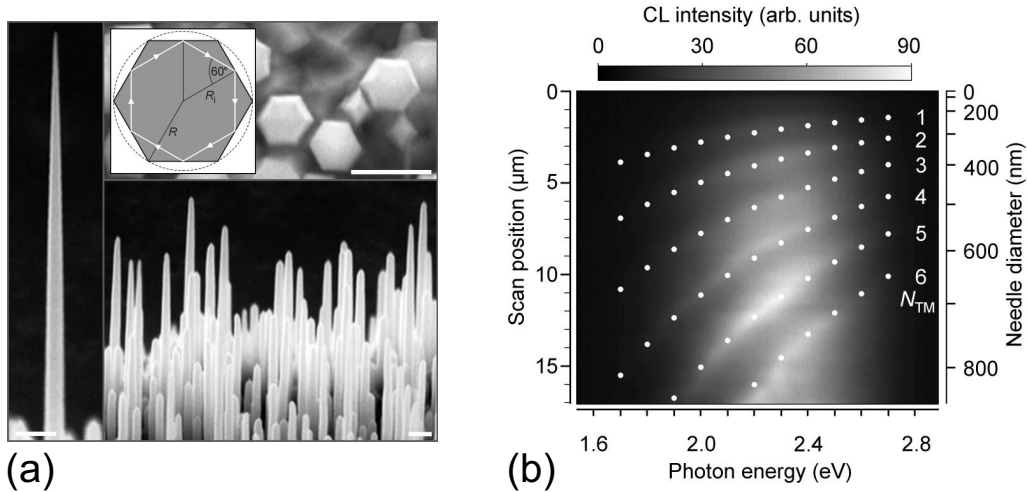 60°
R_i
R
(a)
CL intensity (arb. units)
0 30 60 90
Scan position (μm)
0
5
10
15
Needle diameter (nm)
0
200
400
600
800
1
2
3
4
5
6
N_TM
1.6 2.0 2.4 2.8
Photon energy (eV)
(b)